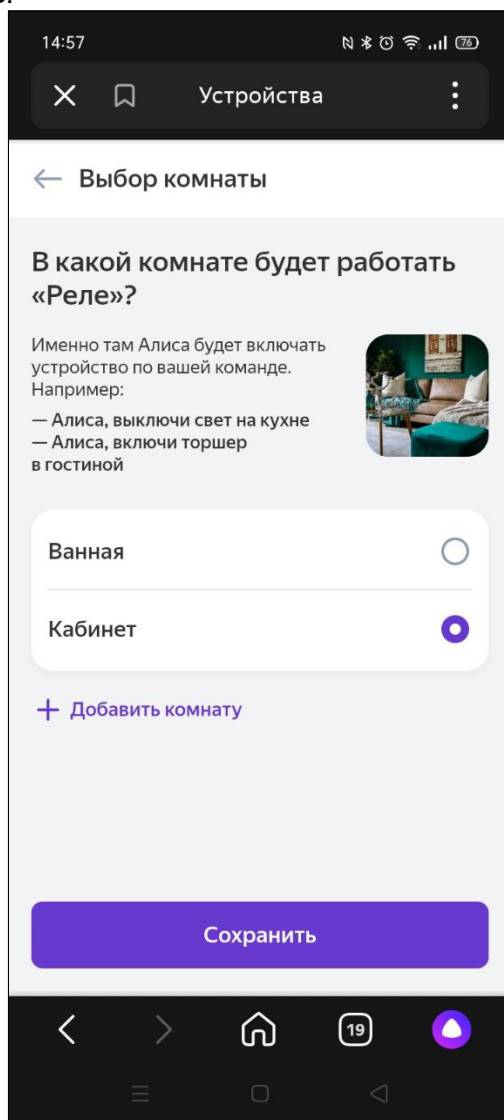 14:57
76
Устройства
Выбор комнаты
В какой комнате будет работать
«Реле»?
Именно там Алиса будет включать
устройство по вашей команде.
Например:
— Алиса, выключи свет на кухне
— Алиса, включи торшер
в гостиной
Ванная
Кабинет
+ Добавить комнату
Сохранить
19